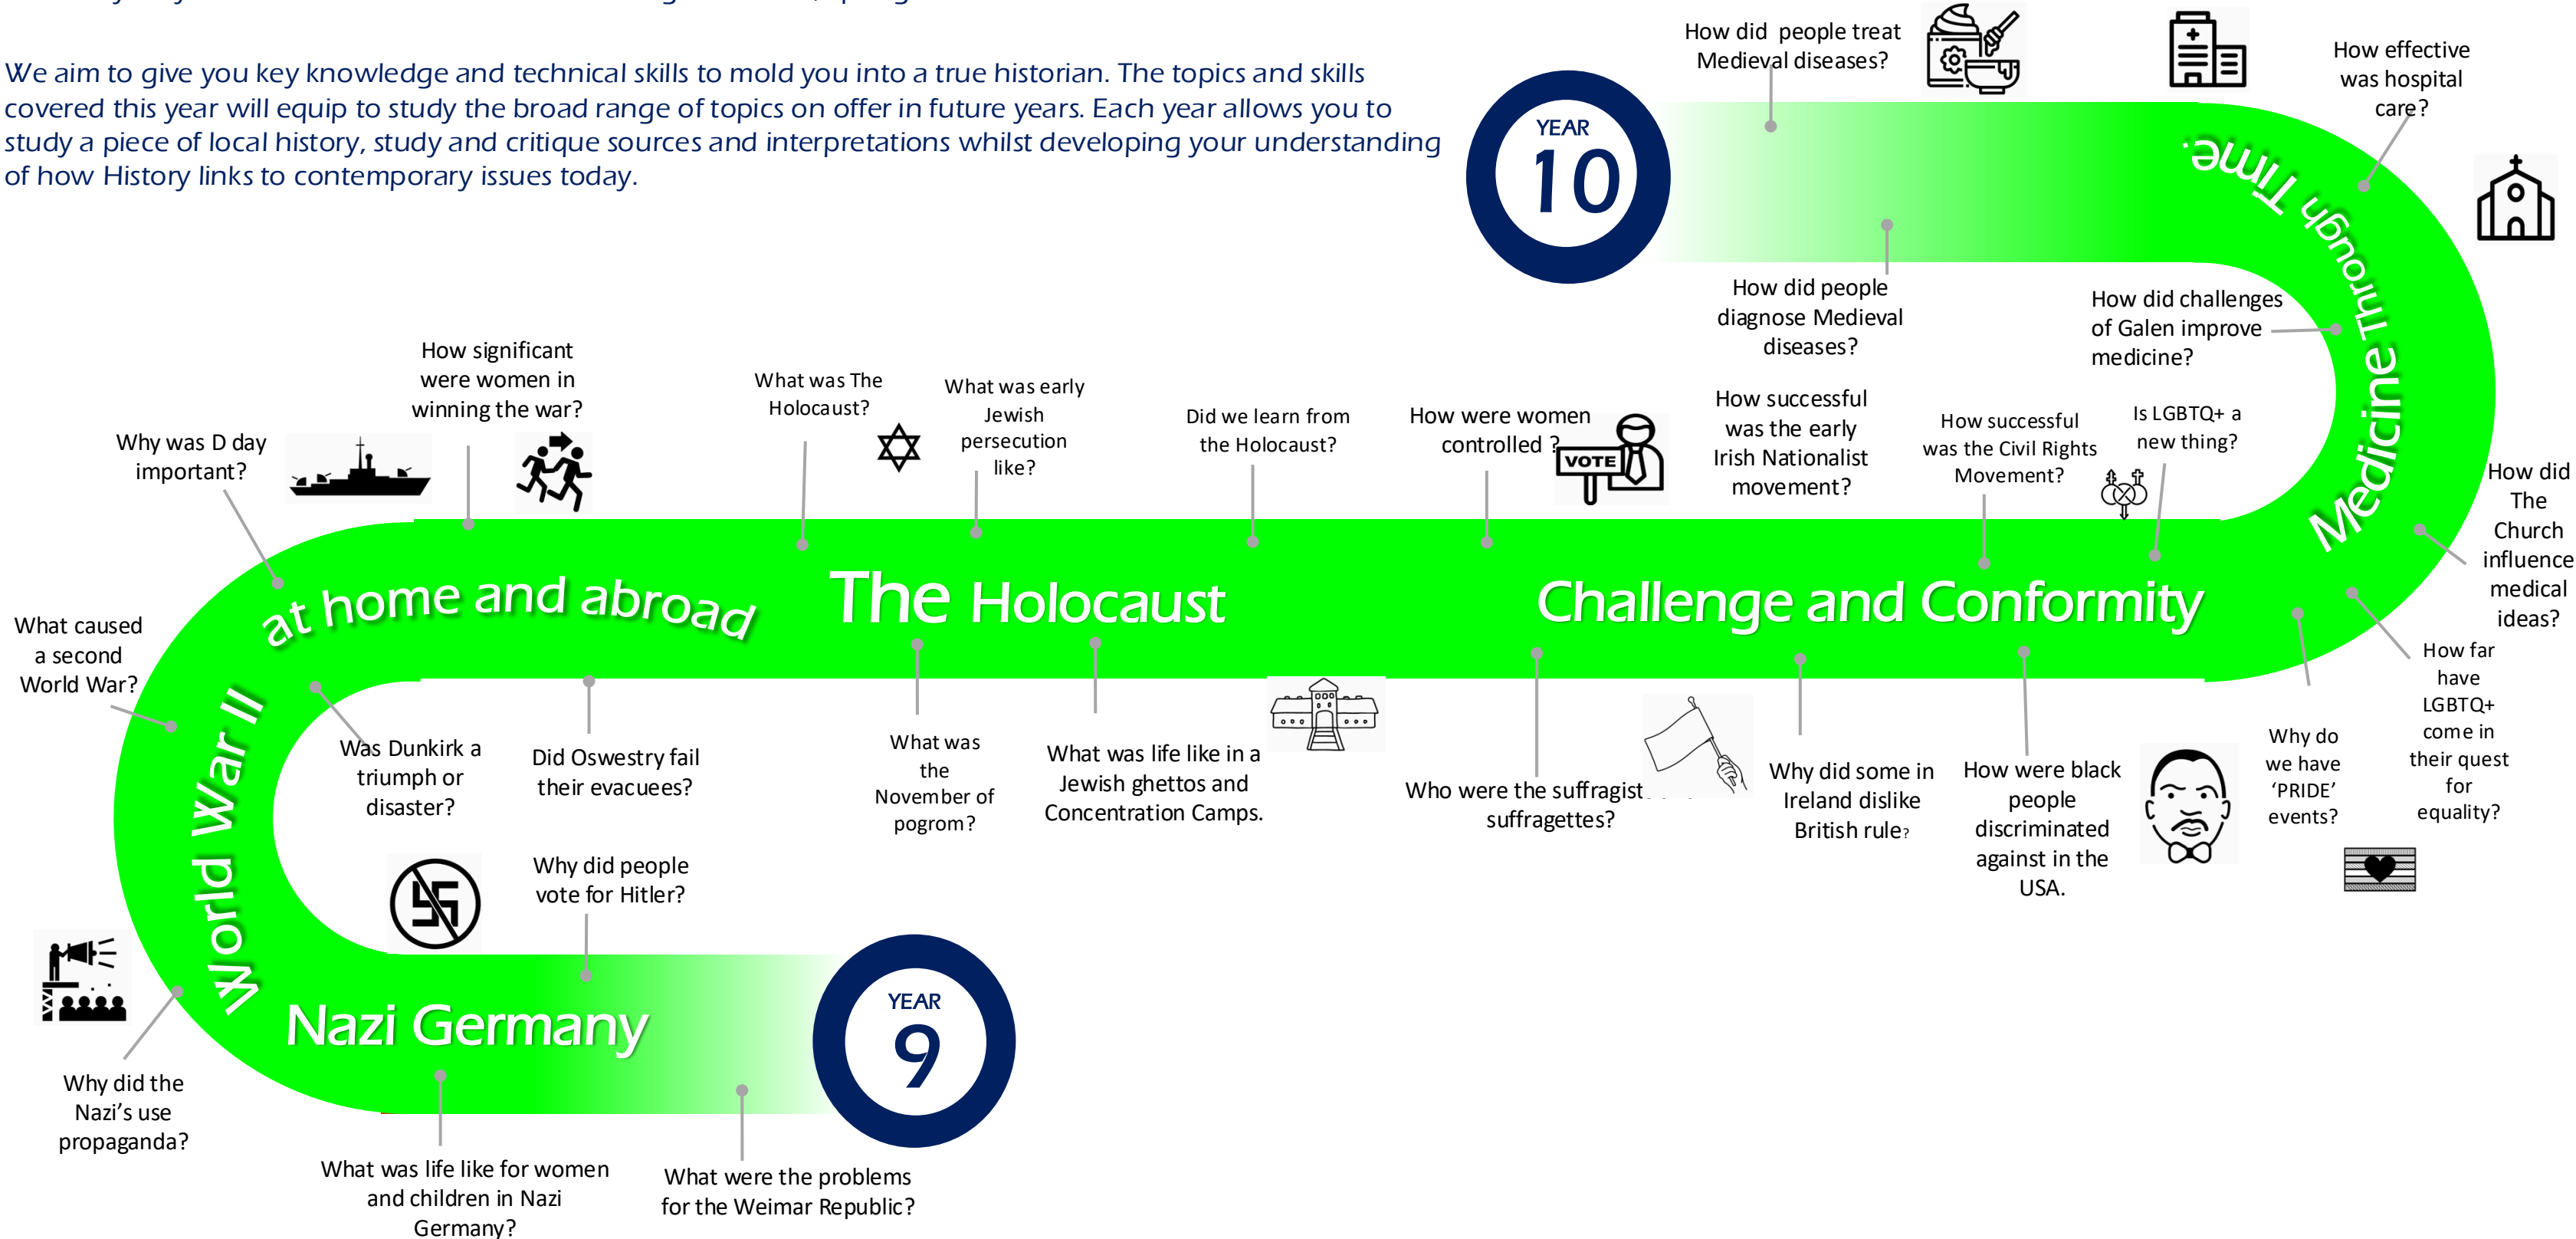 We aim to give you key knowledge and technical skills to mold you into a true historian. The topics and skills
covered this year will equip to study the broad range of topics on offer in future years. Each year allows you to
study a piece of local history, study and critique sources and interpretations whilst developing your understanding
of how History links to contemporary issues today.
YEAR
10
How did  people treat
Medieval diseases?
How effective
was hospital
care?
How did people
diagnose Medieval
diseases?
How did challenges
of Galen improve
medicine?
Medicine Through Time.
How did
The
Church
influence
medical
ideas?
How far
have
LGBTQ+
come in
their quest
for
equality?
Why do
we have
‘PRIDE’
events?
Is LGBTQ+ a
new thing?
How successful
was the Civil Rights
Movement?
How successful
was the early
Irish Nationalist
movement?
How were women
controlled ?
VOTE
Challenge and Conformity
How were black
people
discriminated
against in the
USA.
Why did some in
Ireland dislike
British rule?
Who were the suffragist
suffragettes?
Did we learn from
the Holocaust?
What was early
Jewish
persecution
like?
What was The
Holocaust?
The Holocaust
What was life like in a
Jewish ghettos and
Concentration Camps.
What was
the
November of
pogrom?
How significant
were women in
winning the war?
Why was D day
important?
World War II
at home and abroad
What caused
a second
World War?
Was Dunkirk a
triumph or
disaster?
Did Oswestry fail
their evacuees?
Why did people
vote for Hitler?
Nazi Germany
YEAR
9
Why did the
Nazi’s use
propaganda?
What was life like for women
and children in Nazi
Germany?
What were the problems
for the Weimar Republic?